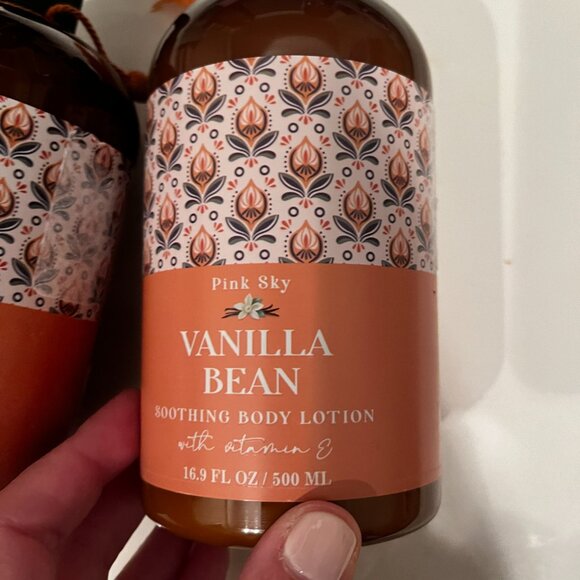 Pink Sky
VANILLA
BEAN
SOOTHING BODY LOTION
with vitamin E
16.9 FL OZ / 500 ML